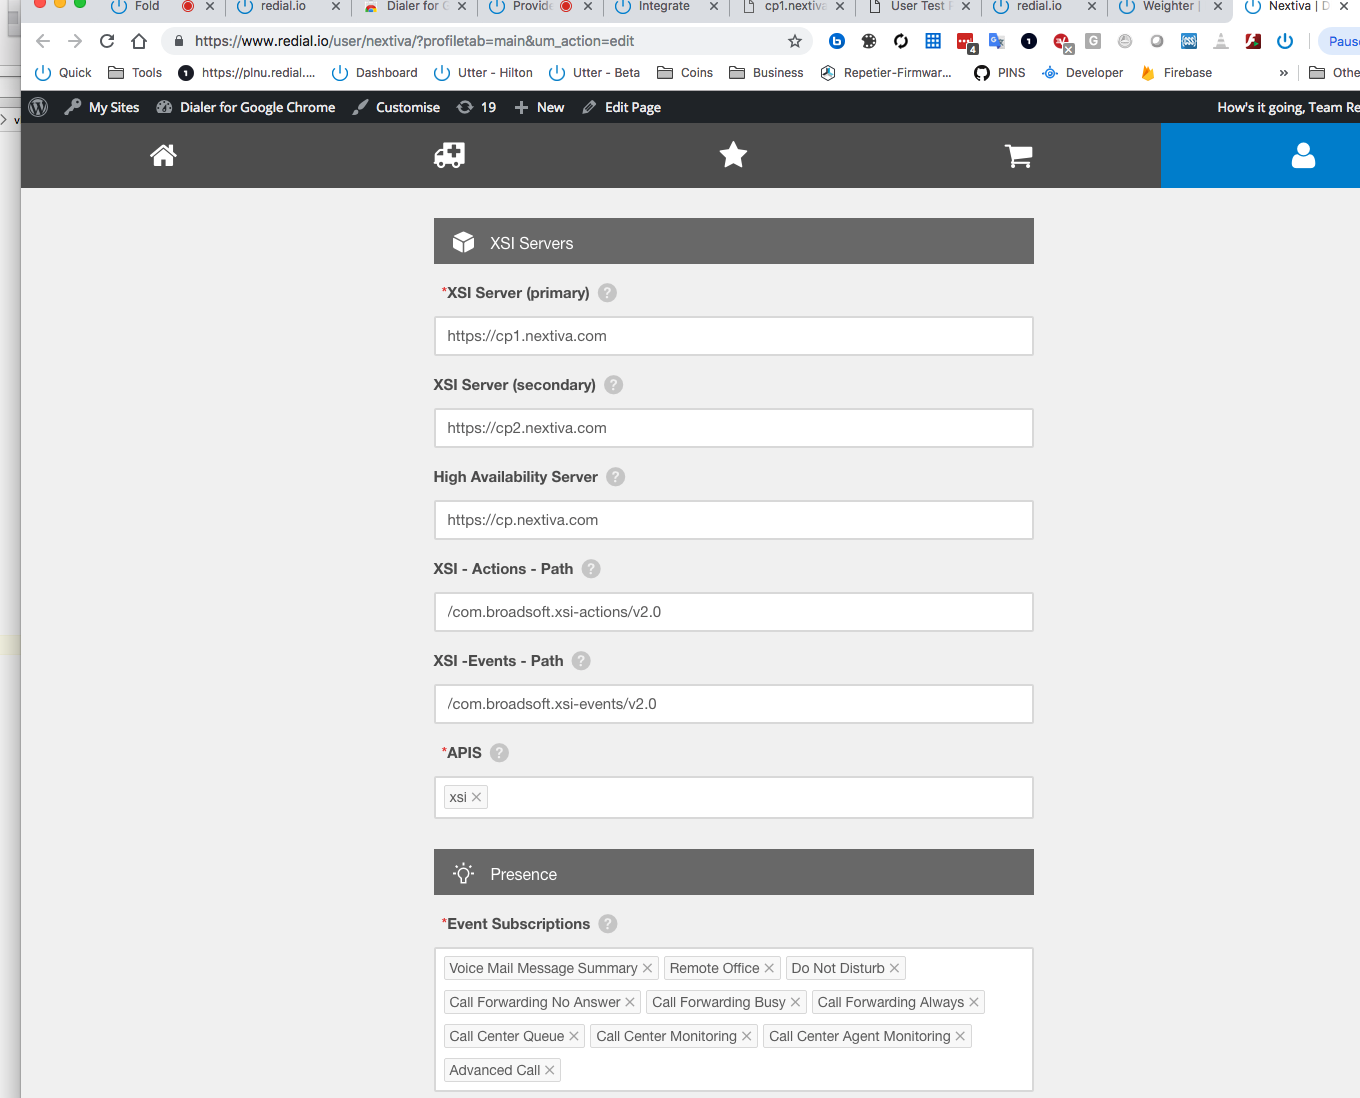 Fold redial.io Dialer for G Provid Integrate cp1.nextiv User Test redial.io Weighter | Nextiva | D
https://www.redial.io/user/nextiva/?profiletab=main&um_action=edit 4 1 G CSS Paus
Quick Tools 1 https://plnu.redial.... Dashboard Utter - Hilton Utter - Beta Coins Business Repetier-Firmwar... PINS Developer Firebase » Othe
My Sites Dialer for Google Chrome Customise 19 New Edit Page How's it going, Team Re
XSI Servers
*XSI Server (primary) ?
https://cp1.nextiva.com
XSI Server (secondary) ?
https://cp2.nextiva.com
High Availability Server ?
https://cp.nextiva.com
XSI - Actions - Path ?
/com.broadsoft.xsi-actions/v2.0
XSI -Events - Path ?
/com.broadsoft.xsi-events/v2.0
*APIS ?
xsi ×
Presence
*Event Subscriptions ?
Voice Mail Message Summary × Remote Office × Do Not Disturb ×
Call Forwarding No Answer × Call Forwarding Busy × Call Forwarding Always ×
Call Center Queue × Call Center Monitoring × Call Center Agent Monitoring ×
Advanced Call ×